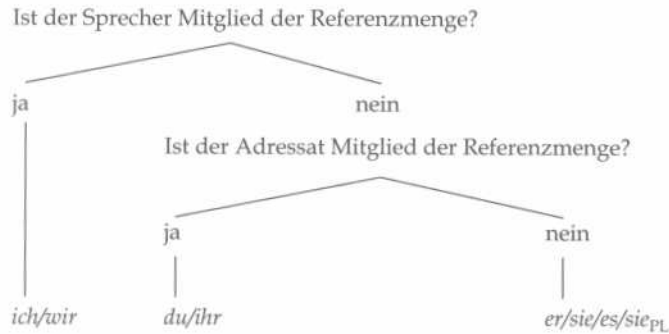 Ist der Sprecher Mitglied der Referenzmenge?
ja nein
Ist der Adressat Mitglied der Referenzmenge?
ja nein
ich/wir du/ihr er/sie/es/sie_PL